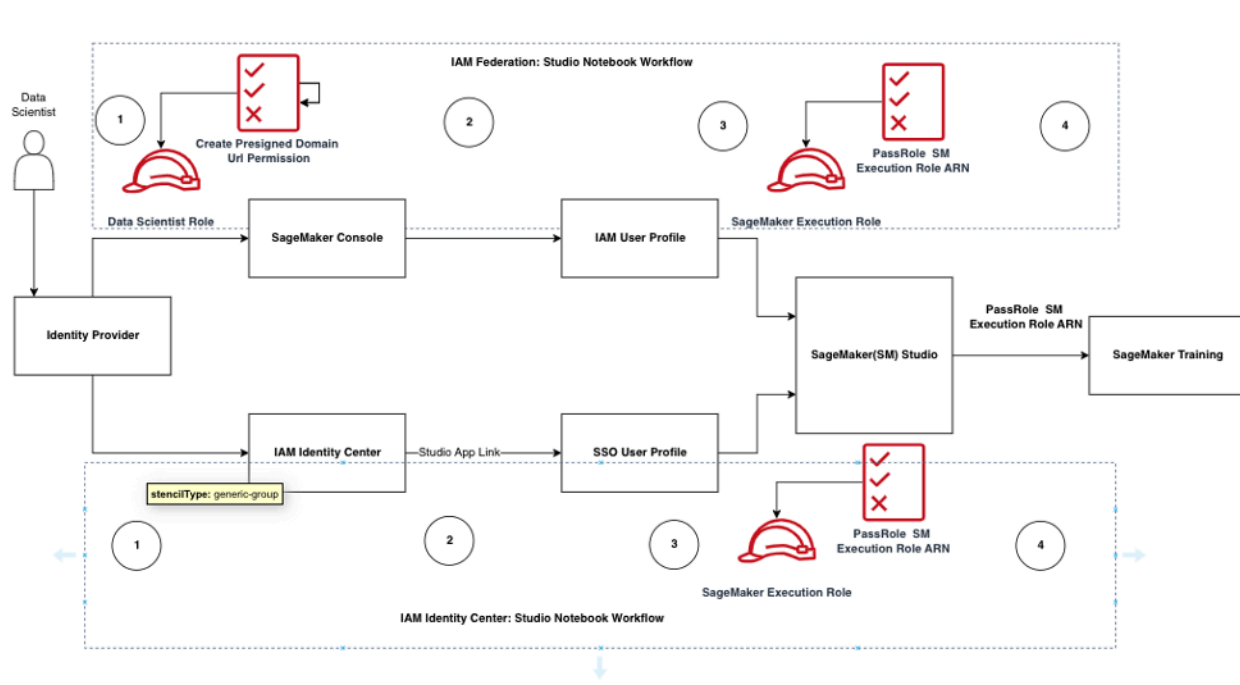 IAM Federation: Studio Notebook Workflow
Data
Scientist
1
2
3
4
Create Presigned Domain
Url Permission
PassRole SM
Execution Role ARN
Data Scientist Role
SageMaker Execution Role
SageMaker Console
IAM User Profile
Identity Provider
PassRole SM
Execution Role ARN
SageMaker(SM) Studio
SageMaker Training
IAM Identity Center
Studio App Link
SSO User Profile
stencilType: generic-group
1
2
3
4
PassRole SM
Execution Role ARN
SageMaker Execution Role
IAM Identity Center: Studio Notebook Workflow